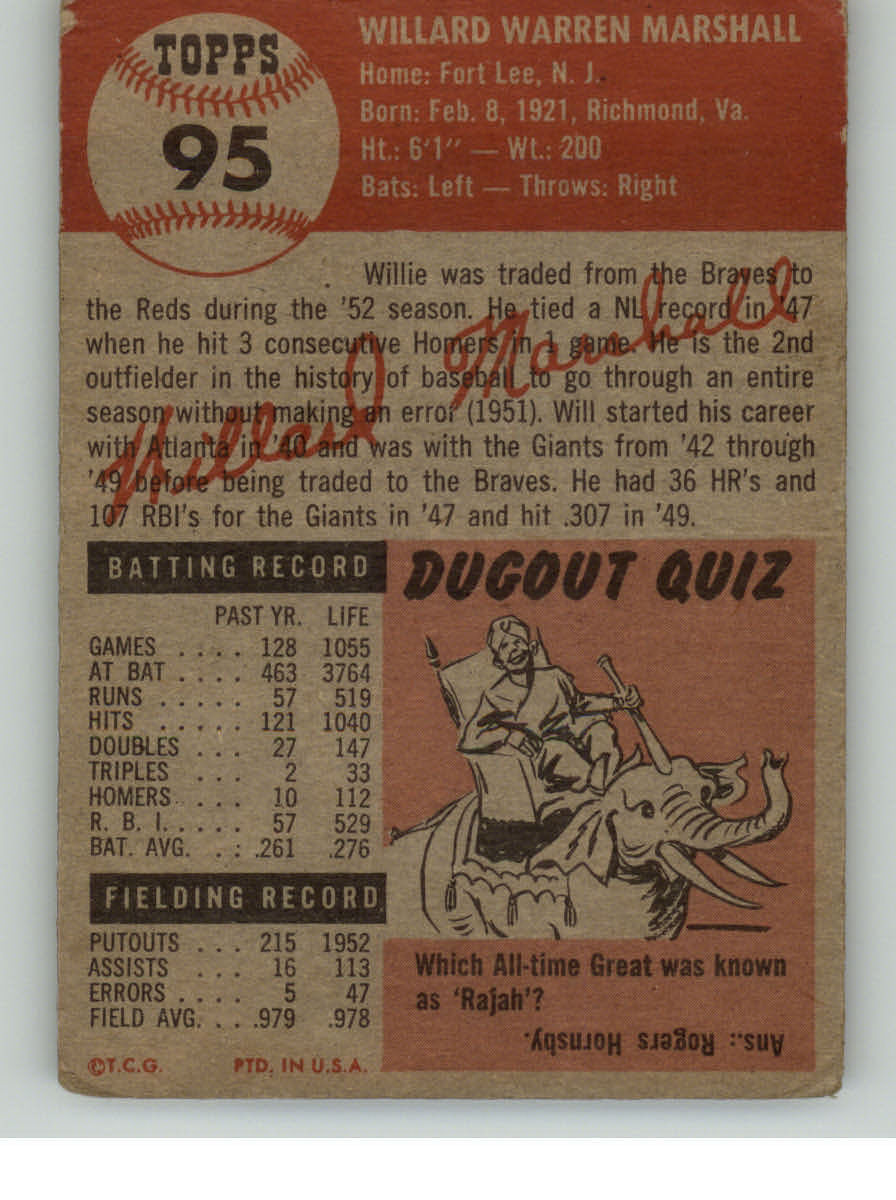 TOPPS
95
WILLARD WARREN MARSHALL
Home: Fort Lee, N. J.
Born: Feb. 8, 1921, Richmond, Va.
Ht.: 6'1" — Wt.: 200
Bats: Left — Throws: Right
Willie was traded from the Braves to
the Reds during the '52 season. He tied a NL record in '47
when he hit 3 consecutive Homers in 1 game. He is the 2nd
outfielder in the history of baseball to go through an entire
season without making an error (1951). Will started his career
with Atlanta in '40 and was with the Giants from '42 through
'49 before being traded to the Braves. He had 36 HR's and
107 RBI's for the Giants in '47 and hit .307 in '49.
Willard Marshall
BATTING RECORD
PAST YR. LIFE
GAMES . . . . 128 1055
AT BAT . . . . 463 3764
RUNS . . . . . 57 519
HITS . . . . . 121 1040
DOUBLES . . . 27 147
TRIPLES . . . 2 33
HOMERS . . . 10 112
R. B. I. . . . . 57 529
BAT. AVG. . : .261 .276
FIELDING RECORD
PUTOUTS . . . 215 1952
ASSISTS . . . 16 113
ERRORS . . . . 5 47
FIELD AVG. . . .979 .978
©T.C.G. PTD. IN U.S.A.
DUGOUT QUIZ
Which All-time Great was known
as 'Rajah'?
Ans.: Rogers Hornsby.